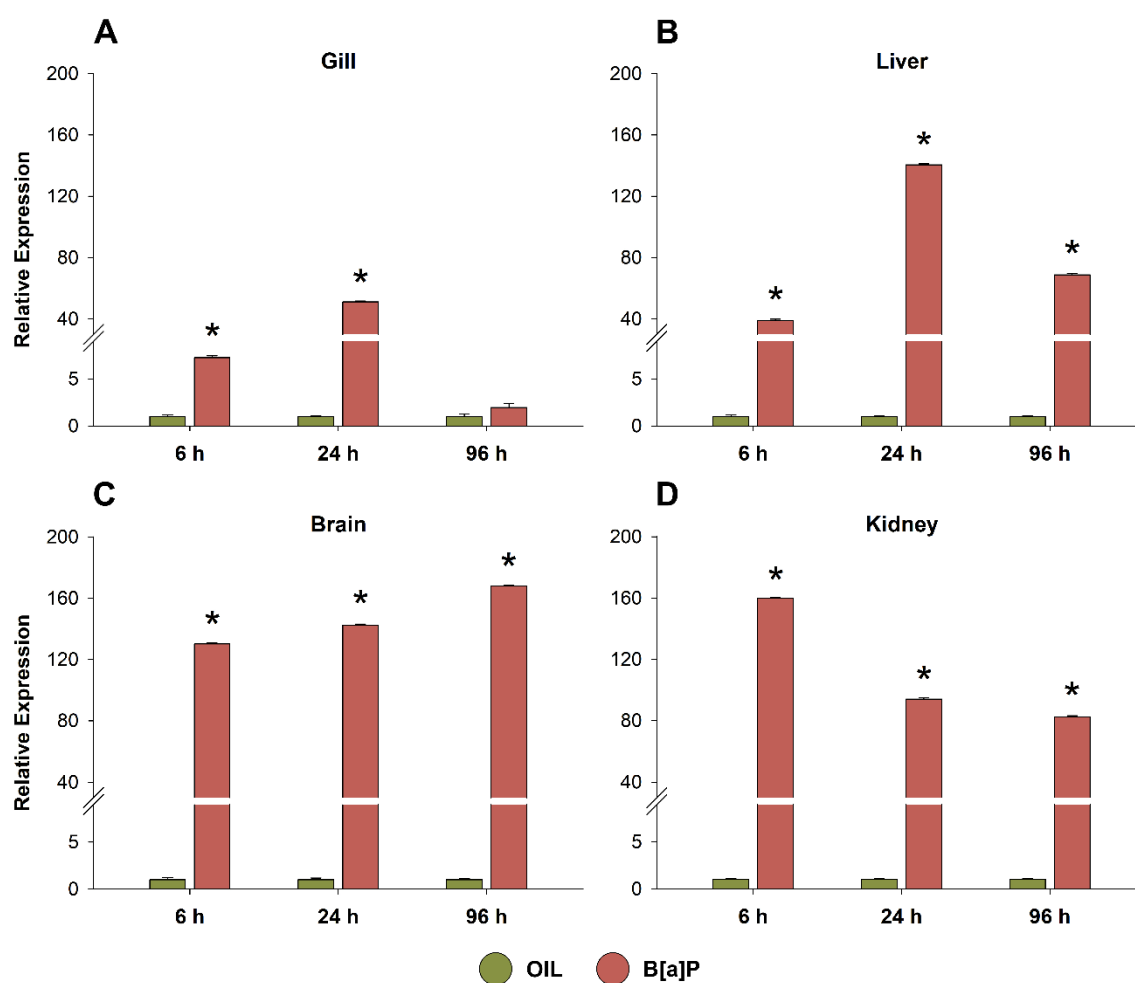 A
Gill
Relative Expression
200
160
120
80
40
5
0
*
*
6 h
24 h
96 h
B
Liver
200
160
120
80
40
5
0
*
*
*
6 h
24 h
96 h
C
Brain
Relative Expression
200
160
120
80
40
5
0
*
*
*
6 h
24 h
96 h
D
Kidney
200
160
120
80
40
5
0
*
*
*
6 h
24 h
96 h
OIL
B[a]P